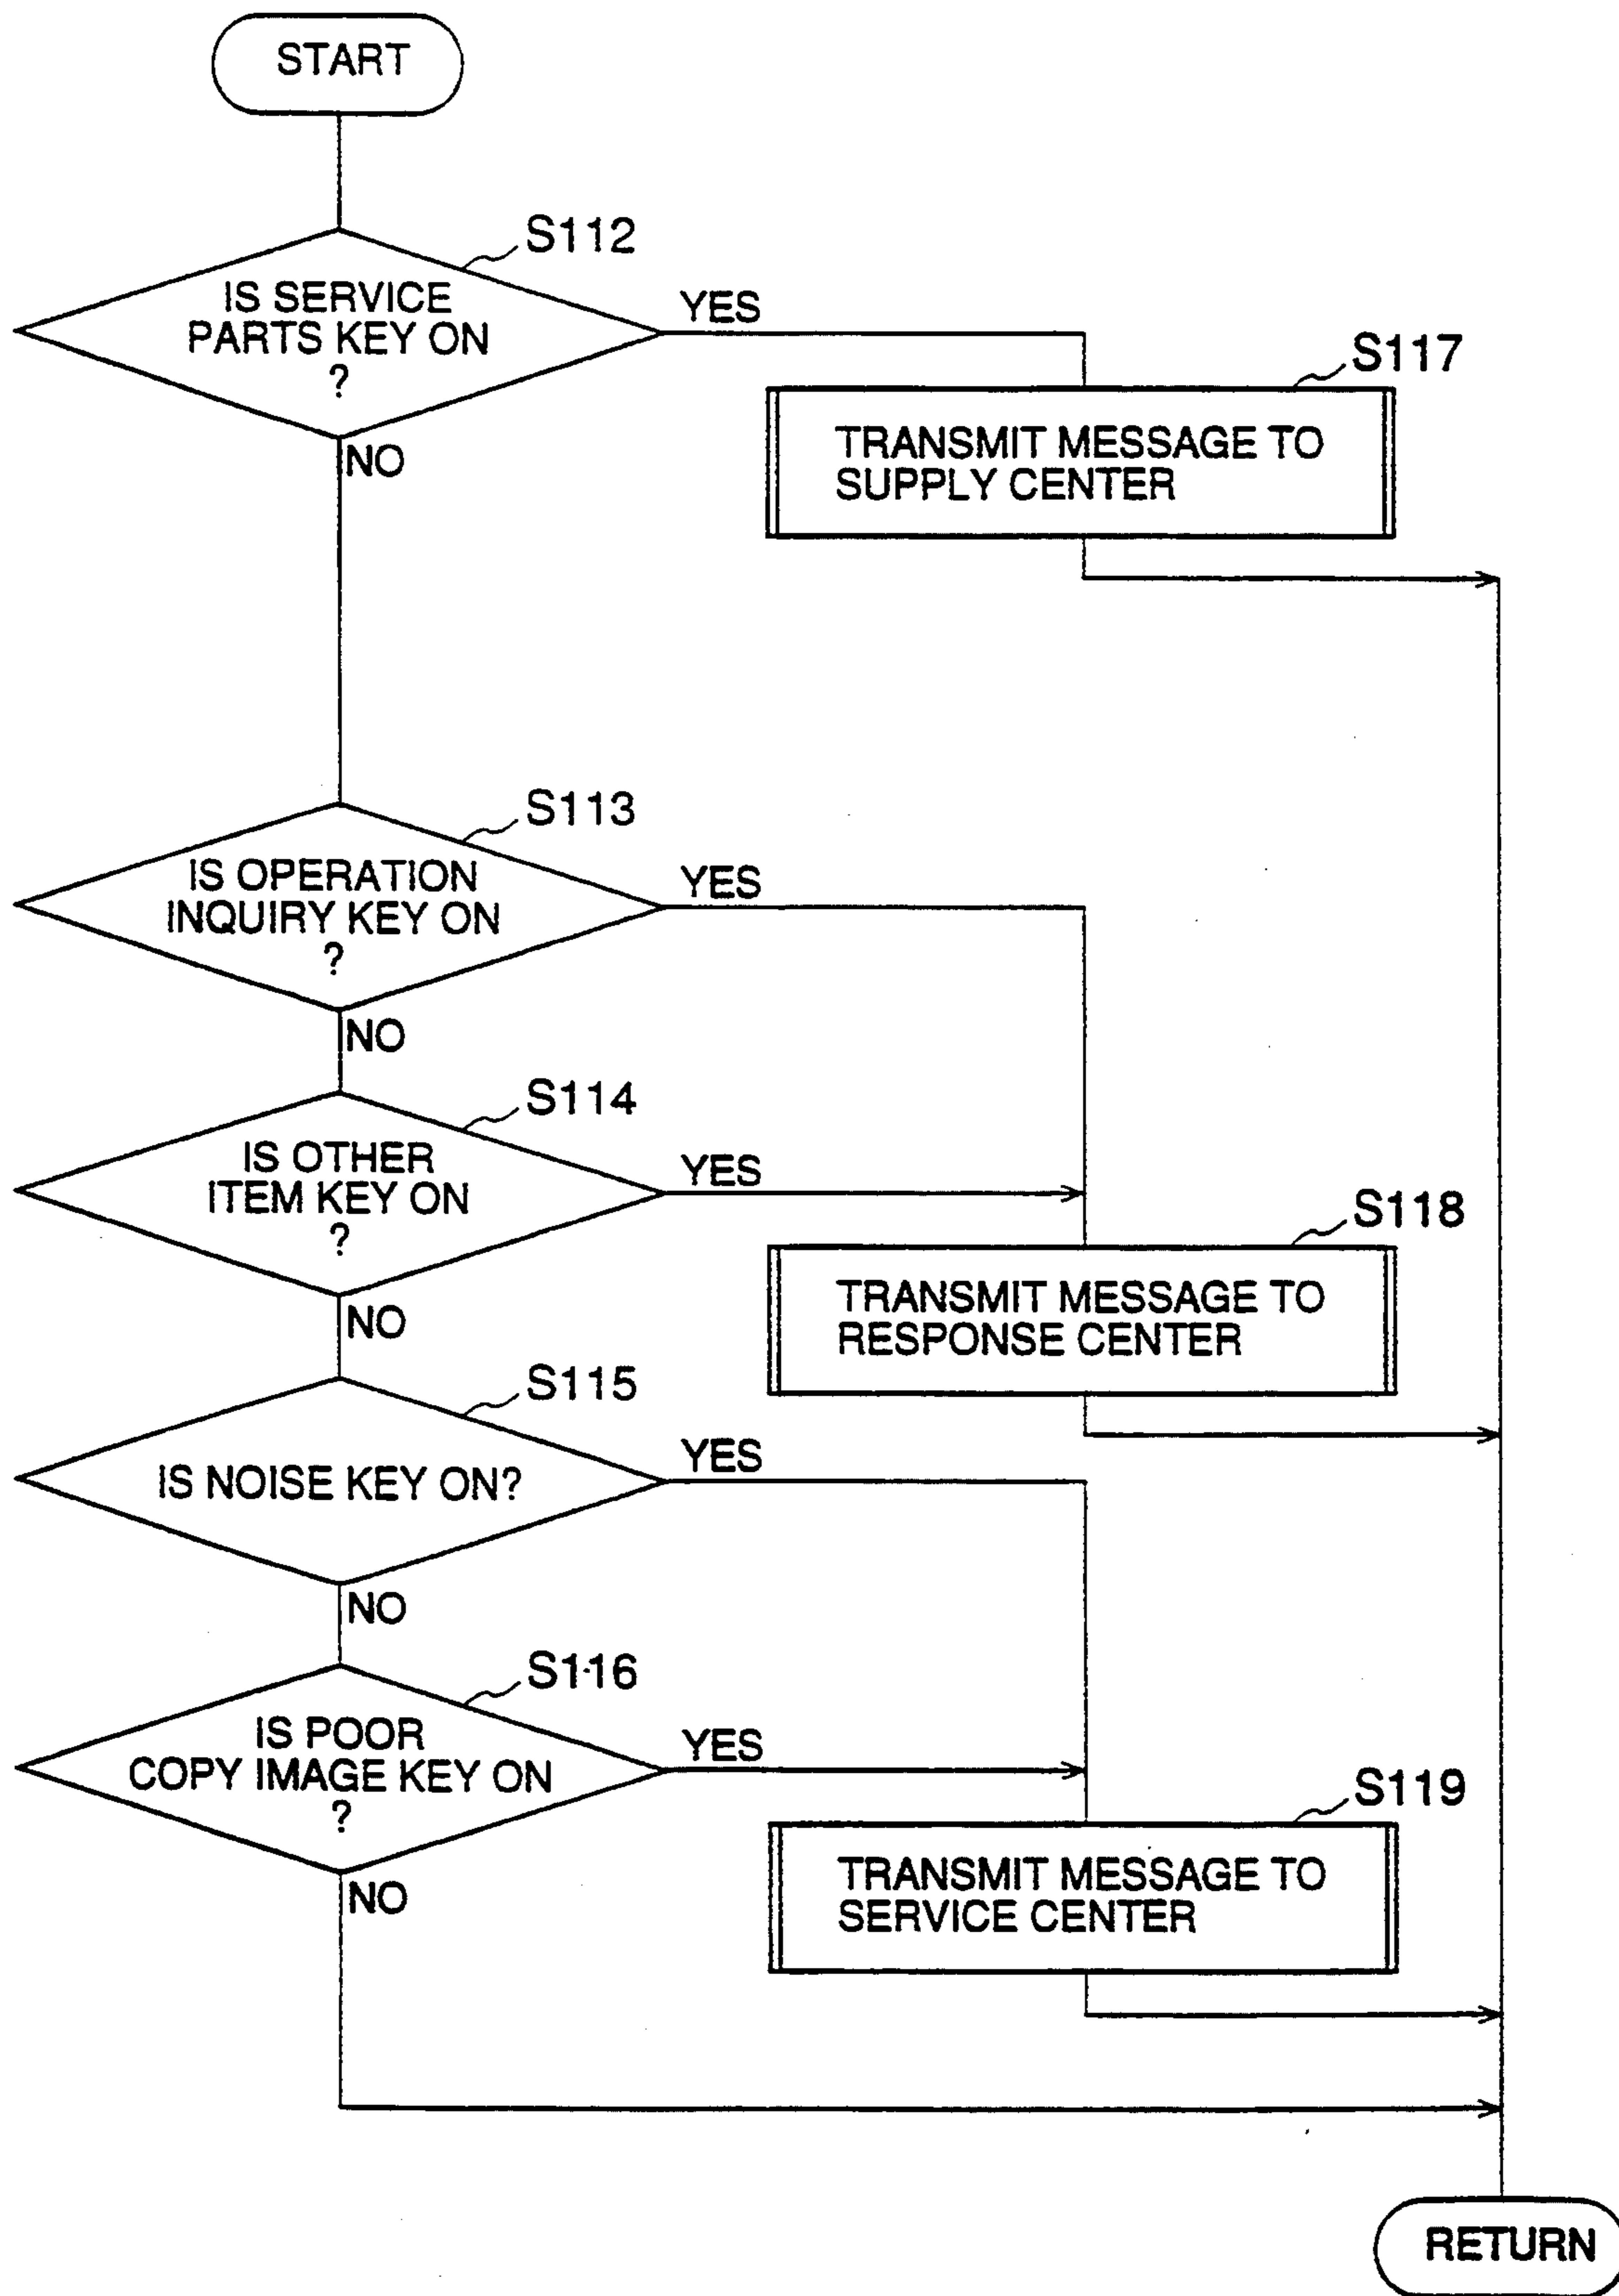 START
S112
IS SERVICE
PARTS KEY ON
?
YES
NO
S117
TRANSMIT MESSAGE TO
SUPPLY CENTER
S113
IS OPERATION
INQUIRY KEY ON
?
YES
NO
S114
IS OTHER
ITEM KEY ON
?
YES
NO
S118
TRANSMIT MESSAGE TO
RESPONSE CENTER
S115
IS NOISE KEY ON?
YES
NO
S116
IS POOR
COPY IMAGE KEY ON
?
YES
NO
S119
TRANSMIT MESSAGE TO
SERVICE CENTER
RETURN